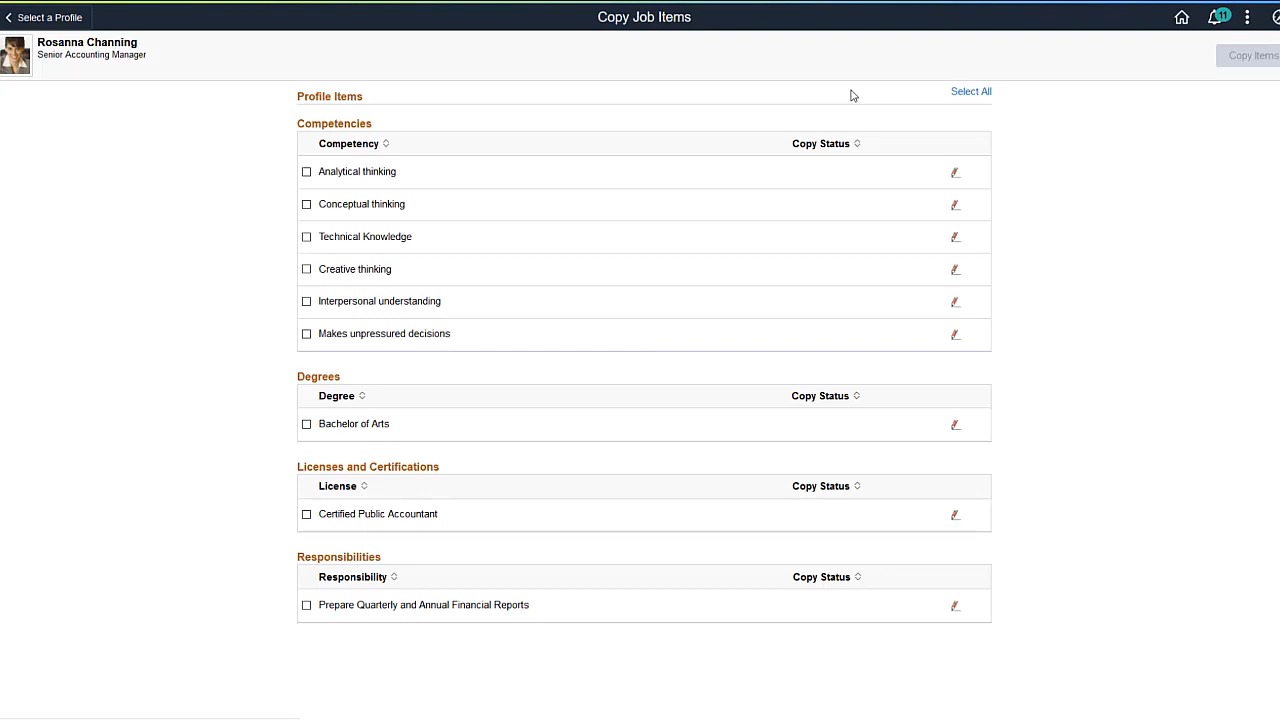 Select a Profile
Copy Job Items
11
Rosanna Channing
Senior Accounting Manager
Copy Items
Profile Items
Select All
Competencies
Competency
Copy Status
Analytical thinking
Conceptual thinking
Technical Knowledge
Creative thinking
Interpersonal understanding
Makes unpressured decisions
Degrees
Degree
Copy Status
Bachelor of Arts
Licenses and Certifications
License
Copy Status
Certified Public Accountant
Responsibilities
Responsibility
Copy Status
Prepare Quarterly and Annual Financial Reports